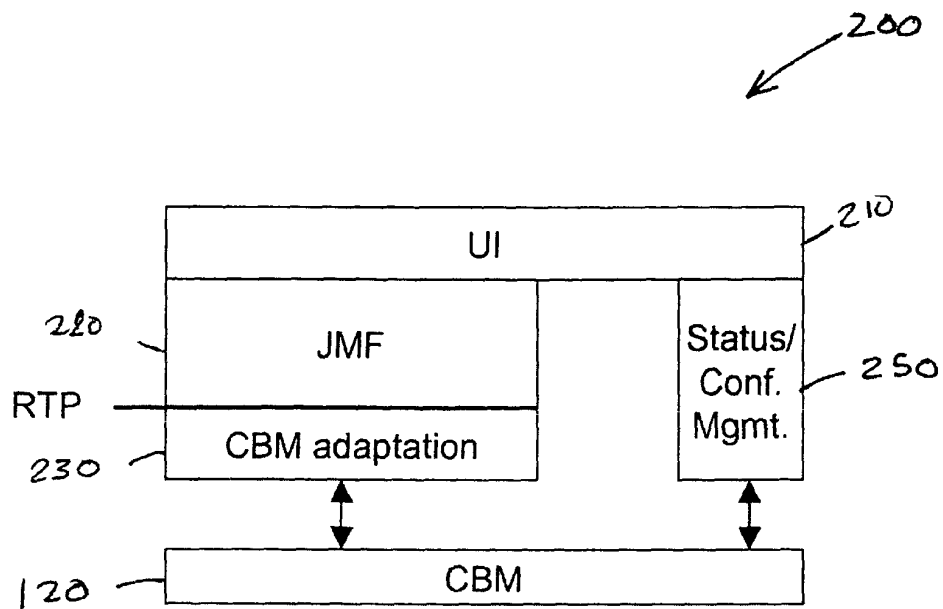 200
210
UI
220
JMF
Status/
Conf.
Mgmt.
250
RTP
CBM adaptation
230
CBM
120